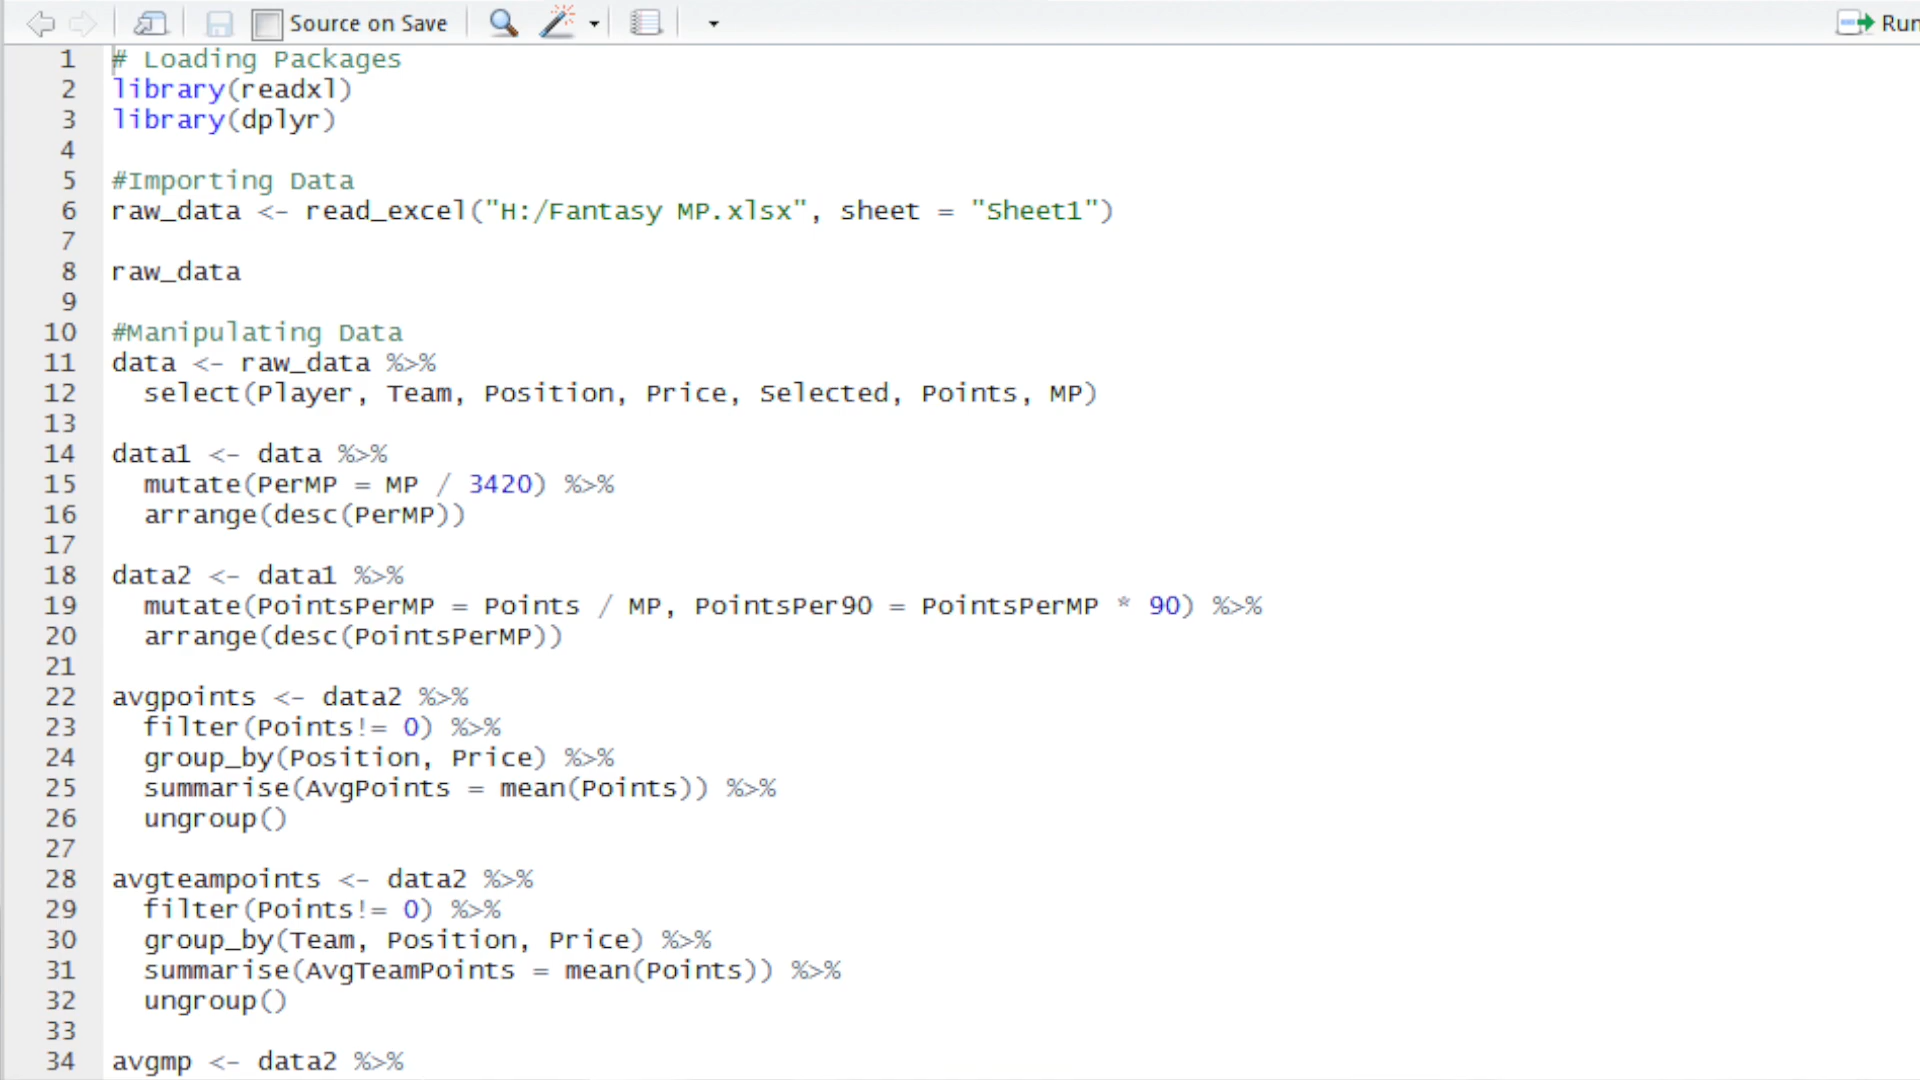 Source on Save
Run
1 # Loading Packages
2 library(readxl)
3 library(dplyr)
4
5 #Importing Data
6 raw_data <- read_excel("H:/Fantasy MP.xlsx", sheet = "Sheet1")
7
8 raw_data
9
10 #Manipulating Data
11 data <- raw_data %>%
12   select(Player, Team, Position, Price, Selected, Points, MP)
13
14 data1 <- data %>%
15   mutate(PerMP = MP / 3420) %>%
16   arrange(desc(PerMP))
17
18 data2 <- data1 %>%
19   mutate(PointsPerMP = Points / MP, PointsPer90 = PointsPerMP * 90) %>%
20   arrange(desc(PointsPerMP))
21
22 avgpoints <- data2 %>%
23   filter(Points!= 0) %>%
24   group_by(Position, Price) %>%
25   summarise(AvgPoints = mean(Points)) %>%
26   ungroup()
27
28 avgteampoints <- data2 %>%
29   filter(Points!= 0) %>%
30   group_by(Team, Position, Price) %>%
31   summarise(AvgTeamPoints = mean(Points)) %>%
32   ungroup()
33
34 avgmp <- data2 %>%